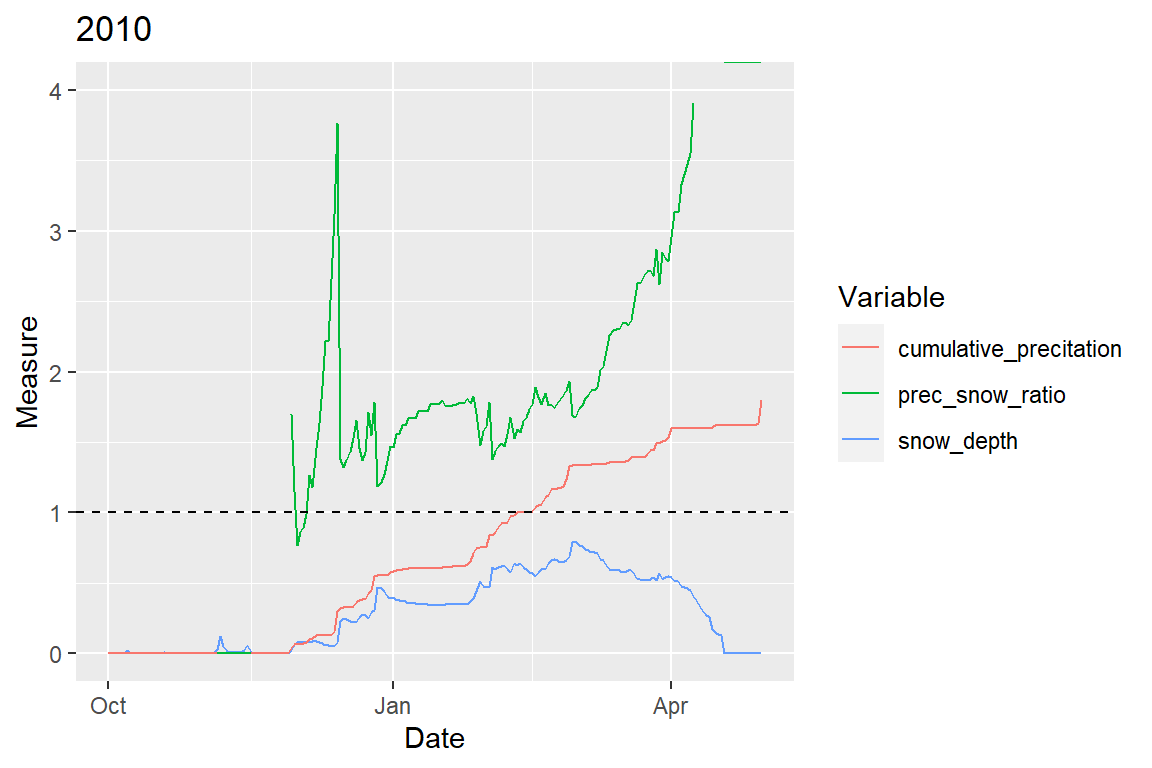 2010
Measure
4
3
2
1
0
Oct
Jan
Apr
Date
Variable
cumulative_precitation
prec_snow_ratio
snow_depth